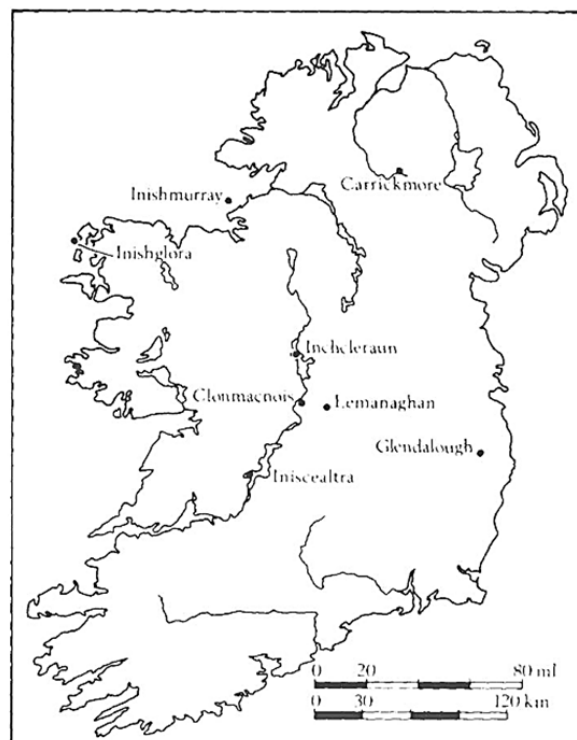 Inishmurray
Carrickmore
Inishglora
Inchcleraun
Clonmacnois
Lemanaghan
Glendalough
Iniscealtra
0 20 80 ml
0 30 120 km